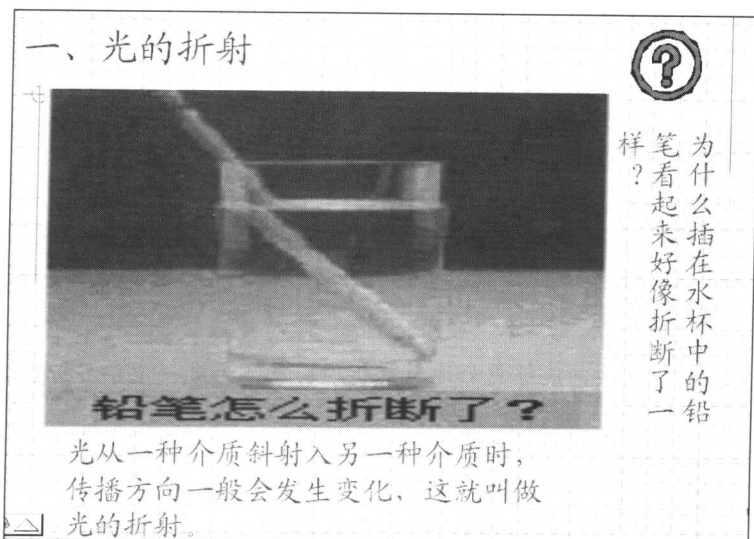 一、光的折射
为什么插在水杯中的铅
笔看起来好像折断了一
样？
铅笔怎么折断了？
光从一种介质斜射入另一种介质时，
传播方向一般会发生变化，这就叫做
光的折射。